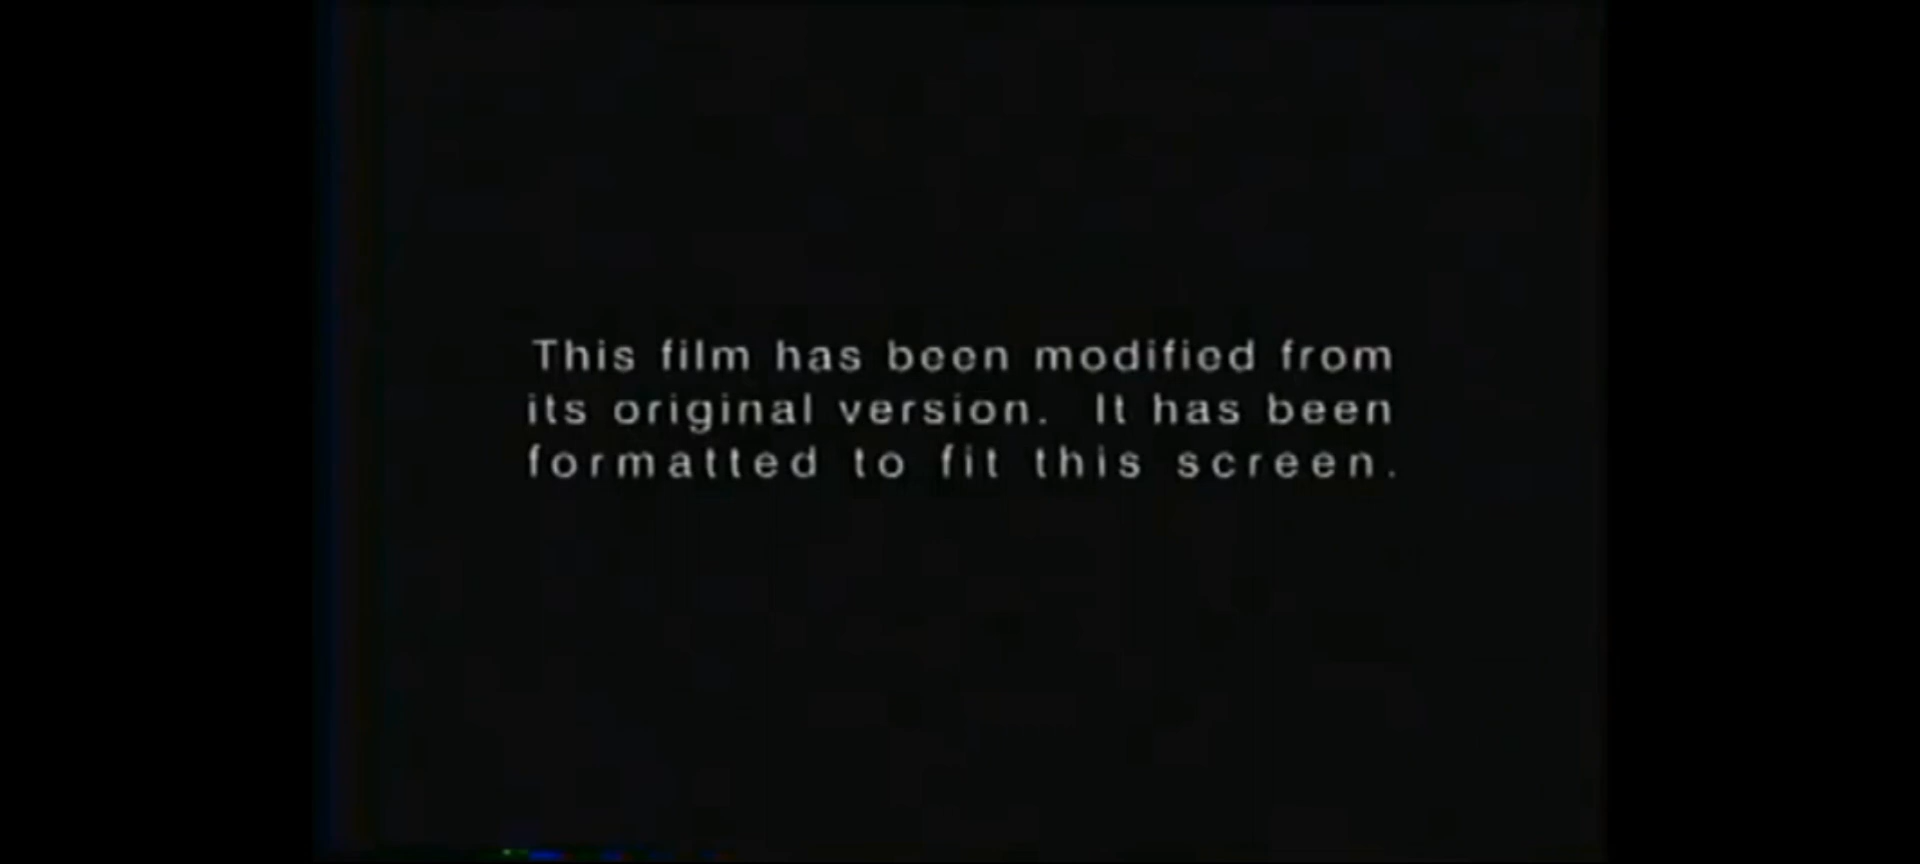 This film has been modified from
its original version.  It has been
formatted to fit this screen.